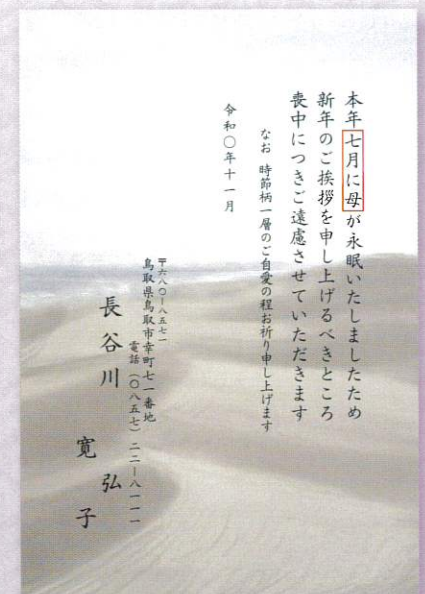 本年七月に母が永眠いたしましたため
新年のご挨拶を申し上げるべきところ
喪中につきご遠慮させていただきます
なお 時節柄一層のご自愛の程お祈り申し上げます
令和〇年十一月
〒六八〇―八五七一
鳥取県鳥取市幸町七一番地
電話(〇八五七)二二―八一一一
長谷川 寛
弘子